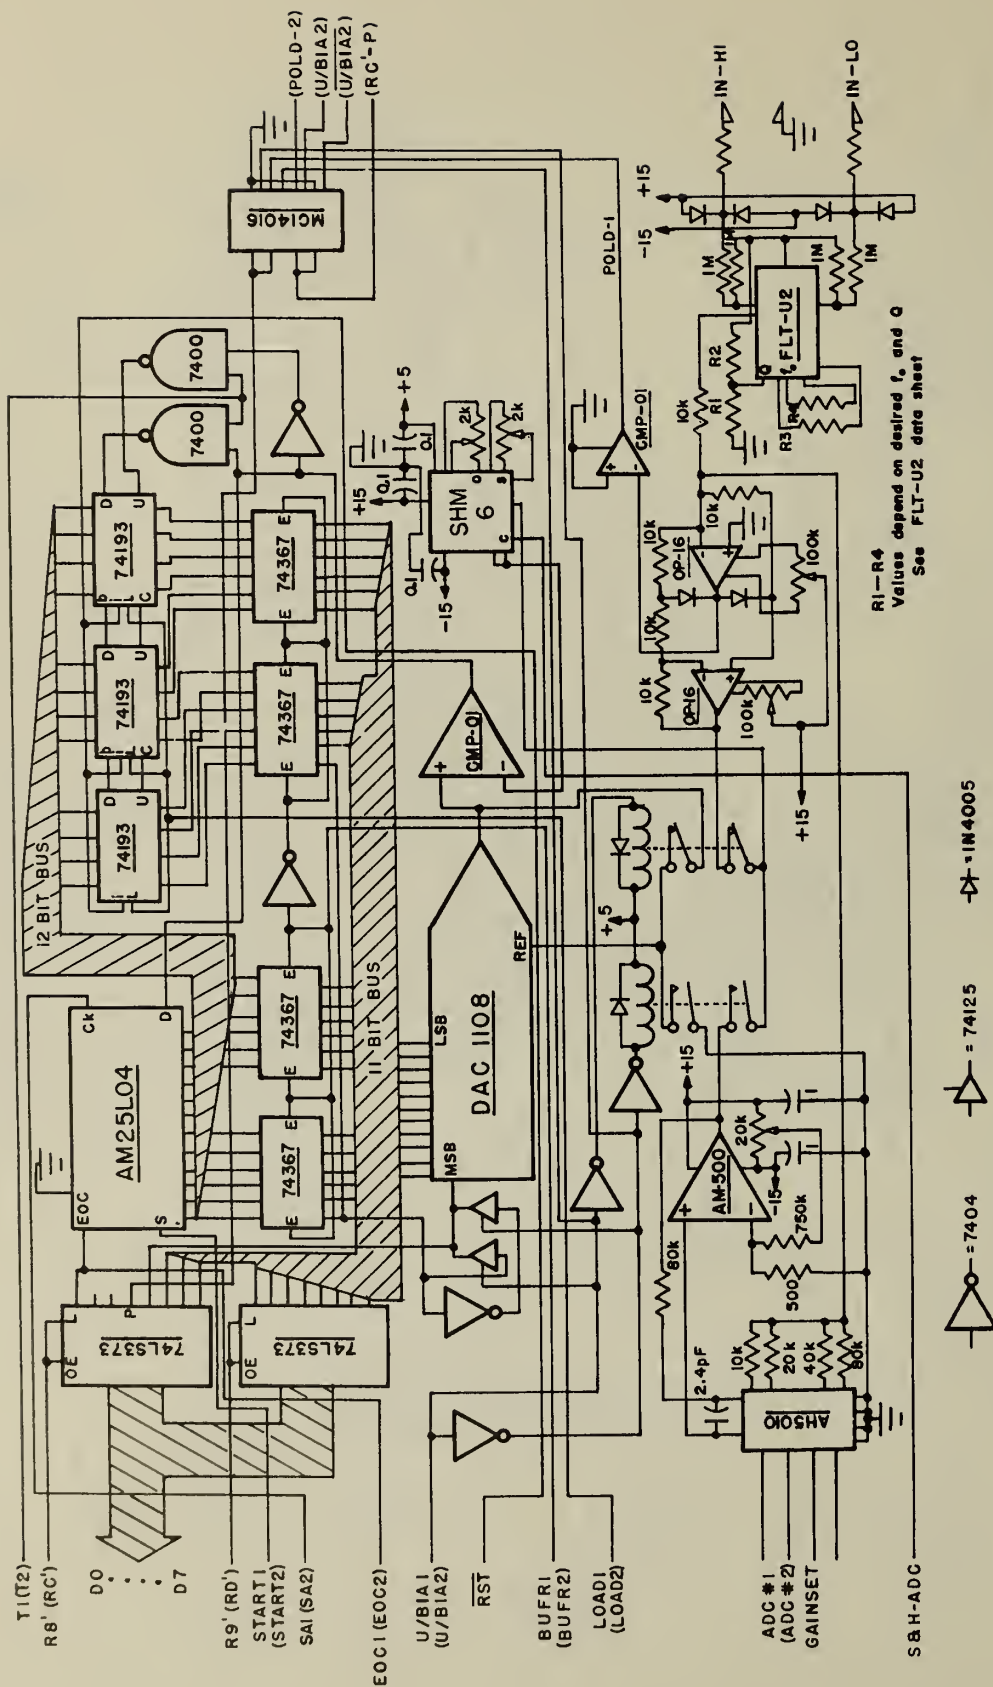 T1(T2)
R8' (RC')
D0
D7
R9' (RD')
START1
(START2)
SA1(SA2)
EOC1(EOC2)
U/BIA1
(U/BIA2)
RST
BUFR1
(BUFR2)
LOAD1
(LOAD2)
ADC #1
(ADC #2)
GAINSET
S&H-ADC
OE
L
P
74LS373
OE
L
74LS373
EOC
Ck
AM25L04
S
D
12 BIT BUS
11 BIT BUS
D
U
74193
D
U
74193
L
C
D
U
74193
L
C
7400
7400
E
74367
E
74367
E
E
74367
E
E
74367
E
MC14016
(POLD-2)
(U/BIA2)
(U/BIA2)
(RC'-P)
MSB
LSB
DAC 1108
REF
+
-
CMP-01
+15
0.1
0.1
0.1
+5
-15
SHM
6
O
S
C
2k
2k
+
-
CMP-01
POLD-1
+5
80k
2.4pF
AH5010
10k
20k
40k
80k
500
750k
+
-
AM-500
+15
20k
-15
1
1
10k
10k
10k
10k
OP-16
-
+
OP-16
-
+
100k
100k
+15
10k
R1
R2
R3
R4
Q
fo
FLT-U2
1M
1M
1M
1M
-15
+15
IN-HI
IN-LO
R1—R4
Values depend on desired fo and Q
See FLT-U2 data sheet
=7404
=74125
=1N4005